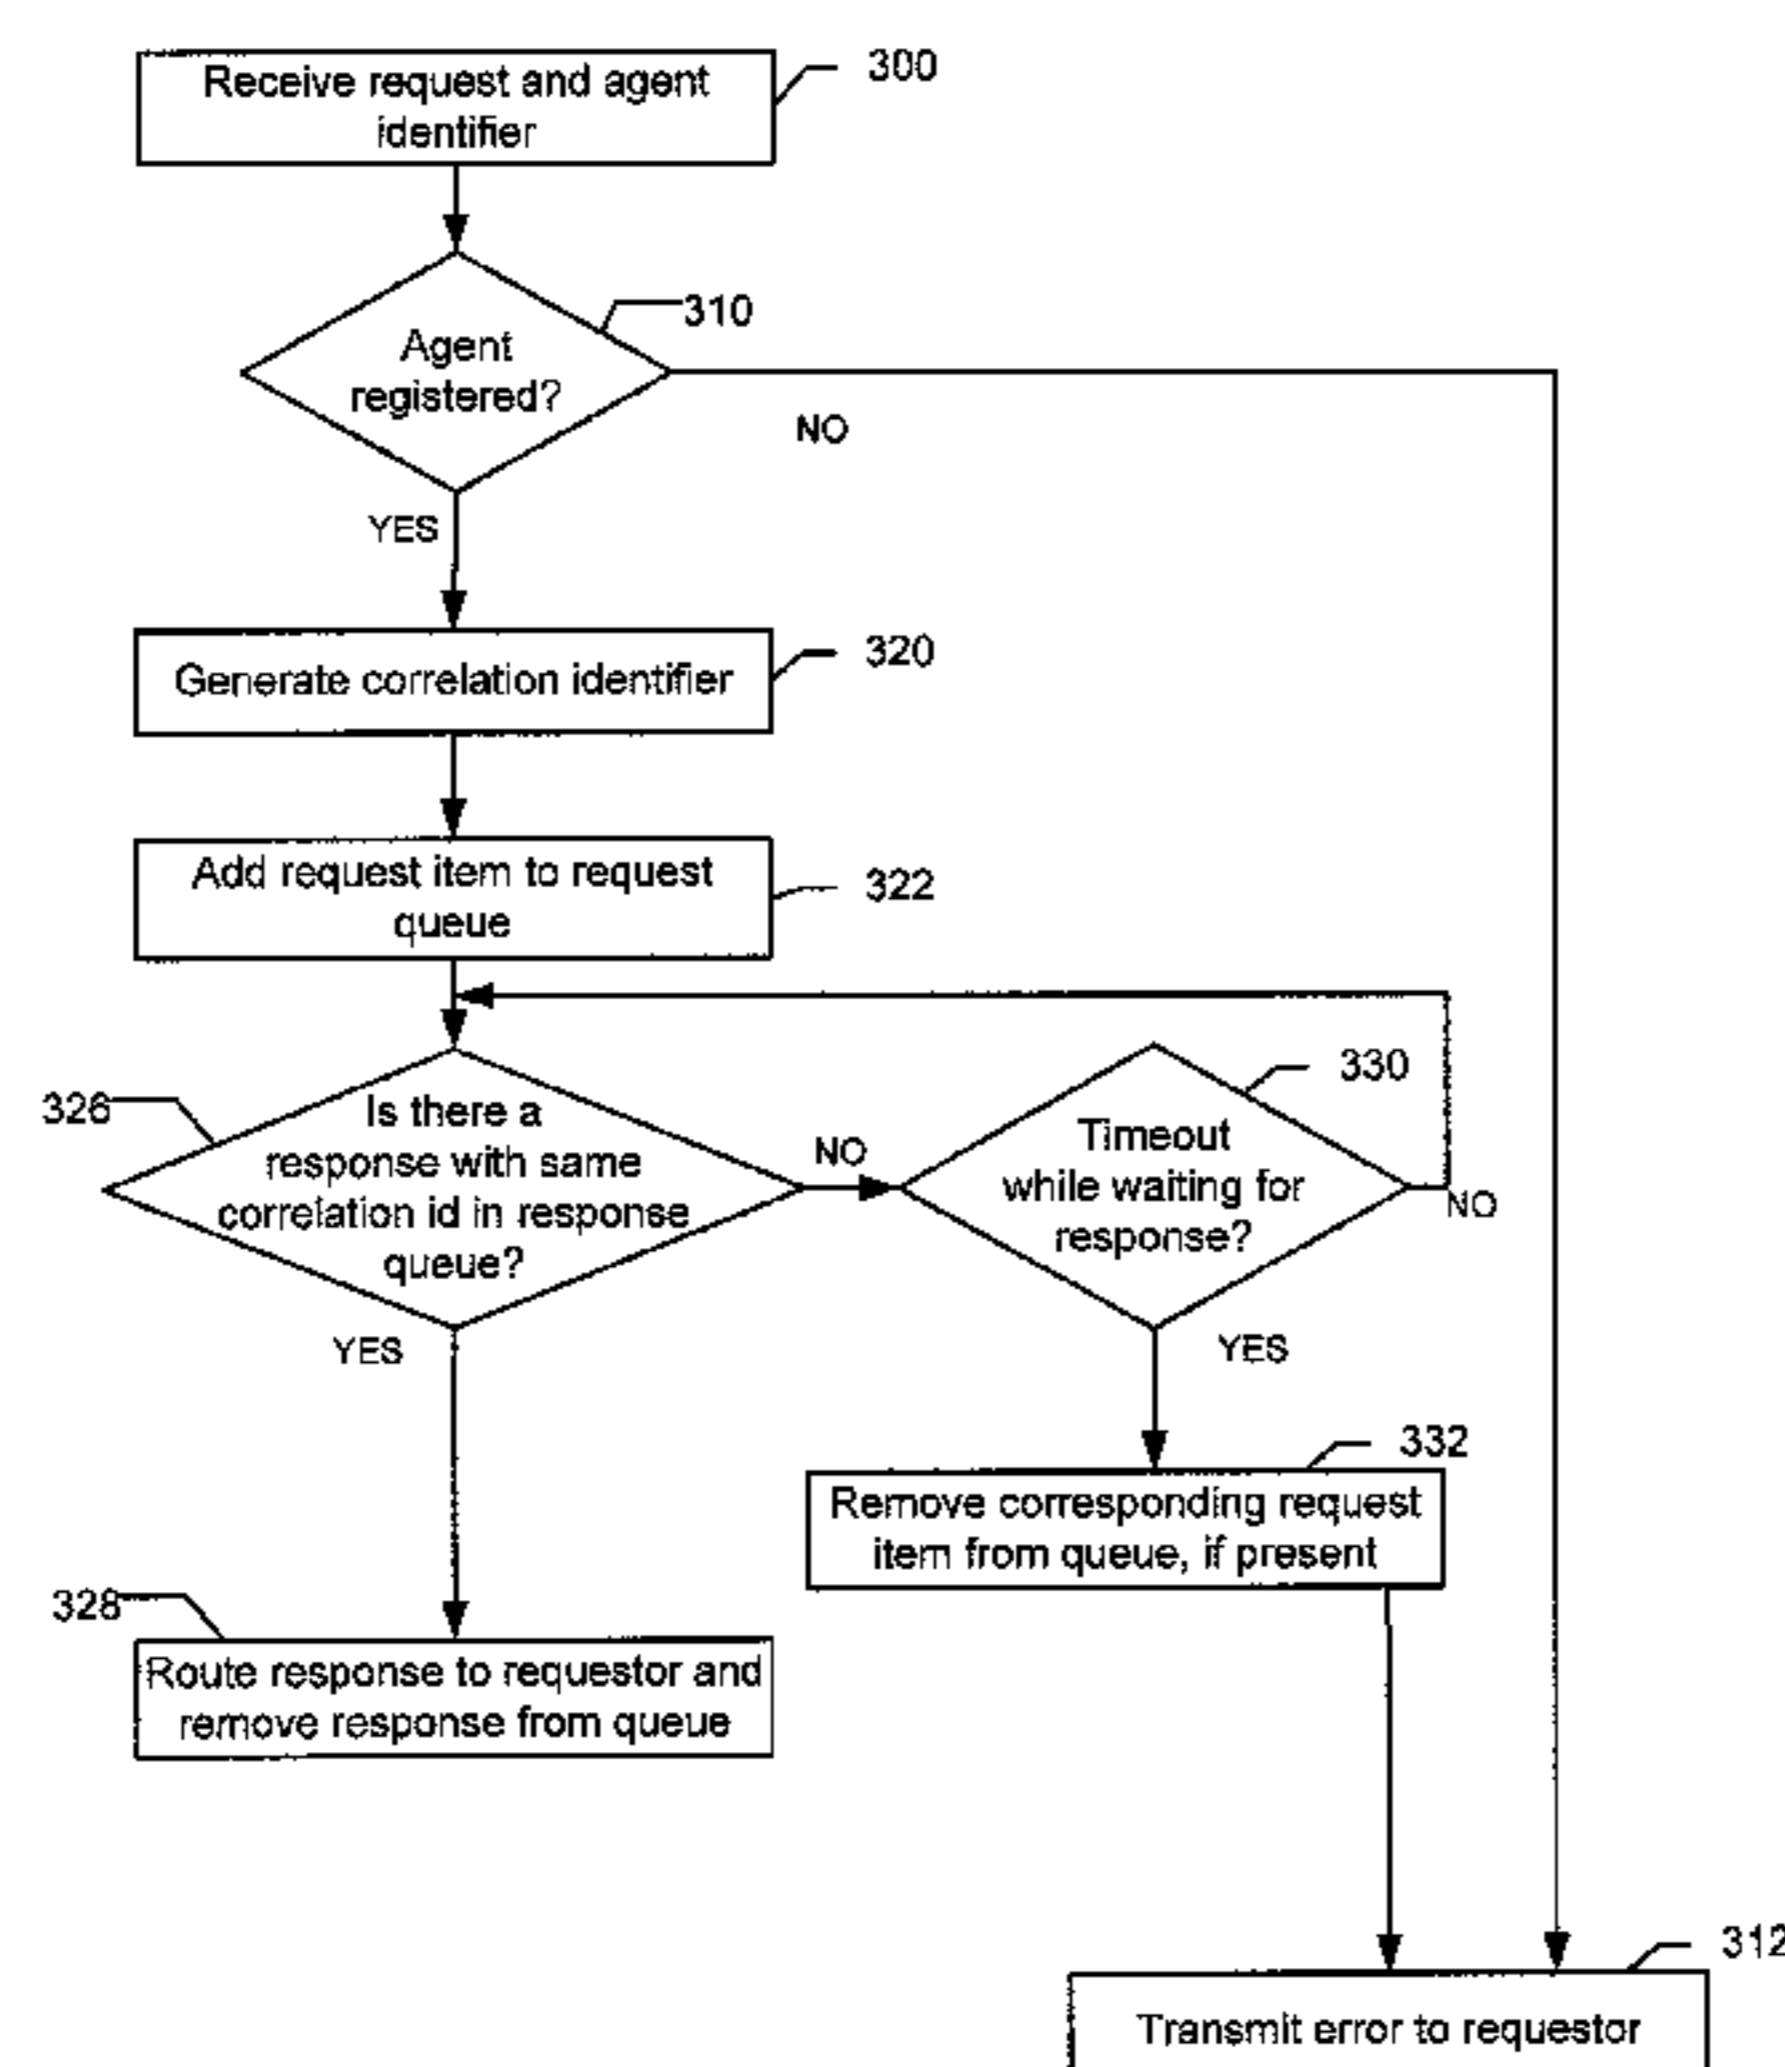 Receive request and agent
identifier
300
Agent
registered?
310
NO
YES
Generate correlation identifier
320
Add request item to request
queue
322
326
Is there a
response with same
correlation id in response
queue?
NO
YES
330
Timeout
while waiting for
response?
NO
YES
332
Remove corresponding request
item from queue, if present
328
Route response to requestor and
remove response from queue
312
Transmit error to requestor